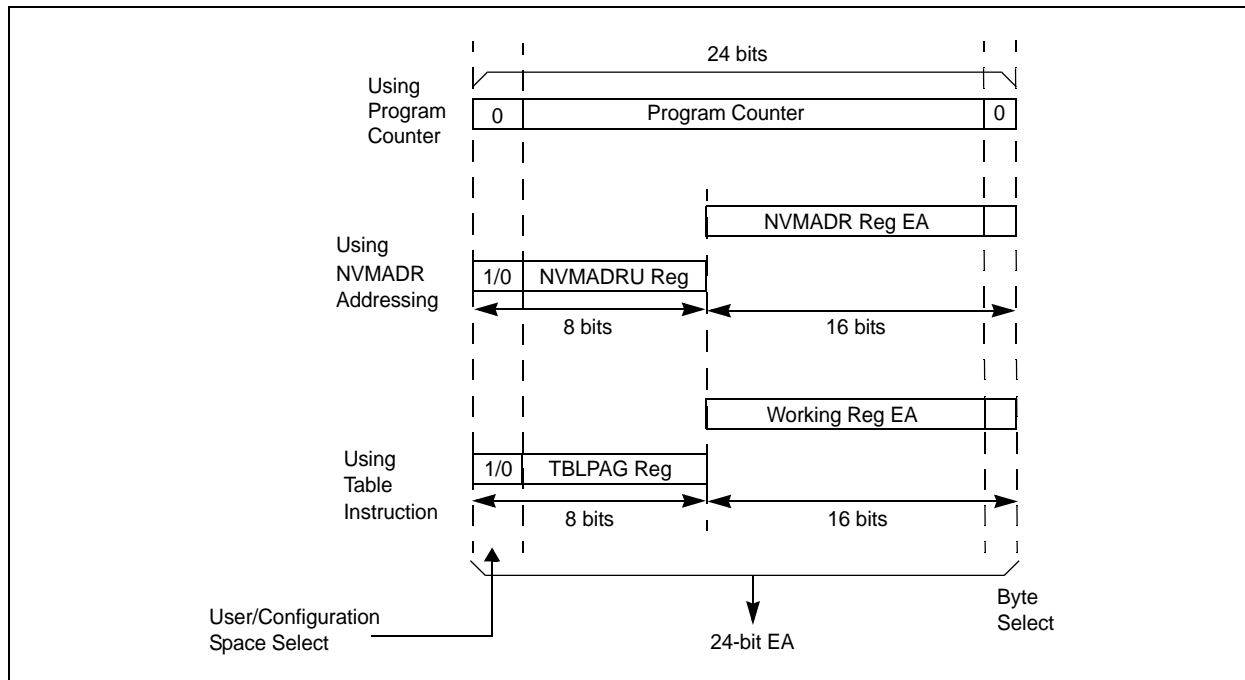 24 bits
Using
Program
Counter
0
Program Counter
0
NVMADR Reg EA
Using
NVMADR
Addressing
1/0
NVMADRU Reg
8 bits
16 bits
Working Reg EA
Using
Table
Instruction
1/0
TBLPAG Reg
8 bits
16 bits
User/Configuration
Space Select
24-bit EA
Byte
Select